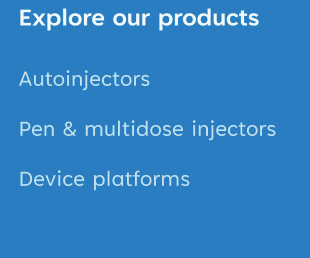 Explore our products
Autoinjectors
Pen & multidose injectors
Device platforms